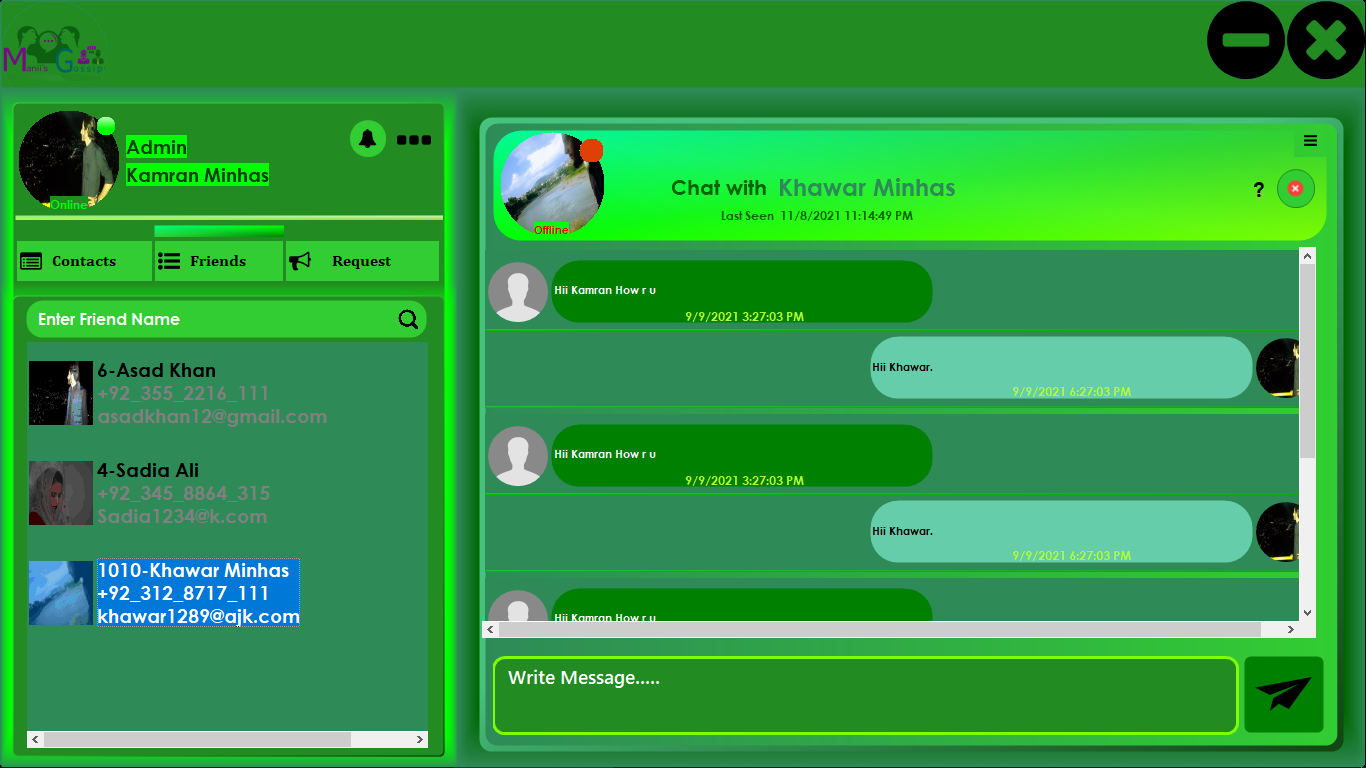 Manii's Gossip
Admin
Kamran Minhas
Online
Contacts
Friends
Request
Enter Friend Name
6-Asad Khan
+92_355_2216_111
asadkhan12@gmail.com
4-Sadia Ali
+92_345_8864_315
Sadia1234@k.com
1010-Khawar Minhas
+92_312_8717_111
khawar1289@ajk.com
Offline
Chat with Khawar Minhas
Last Seen 11/8/2021 11:14:49 PM
?
Hii Kamran How r u
9/9/2021 3:27:03 PM
Hii Khawar.
9/9/2021 6:27:03 PM
Hii Kamran How r u
9/9/2021 3:27:03 PM
Hii Khawar.
9/9/2021 6:27:03 PM
Hii Kamran How r u
Write Message.....